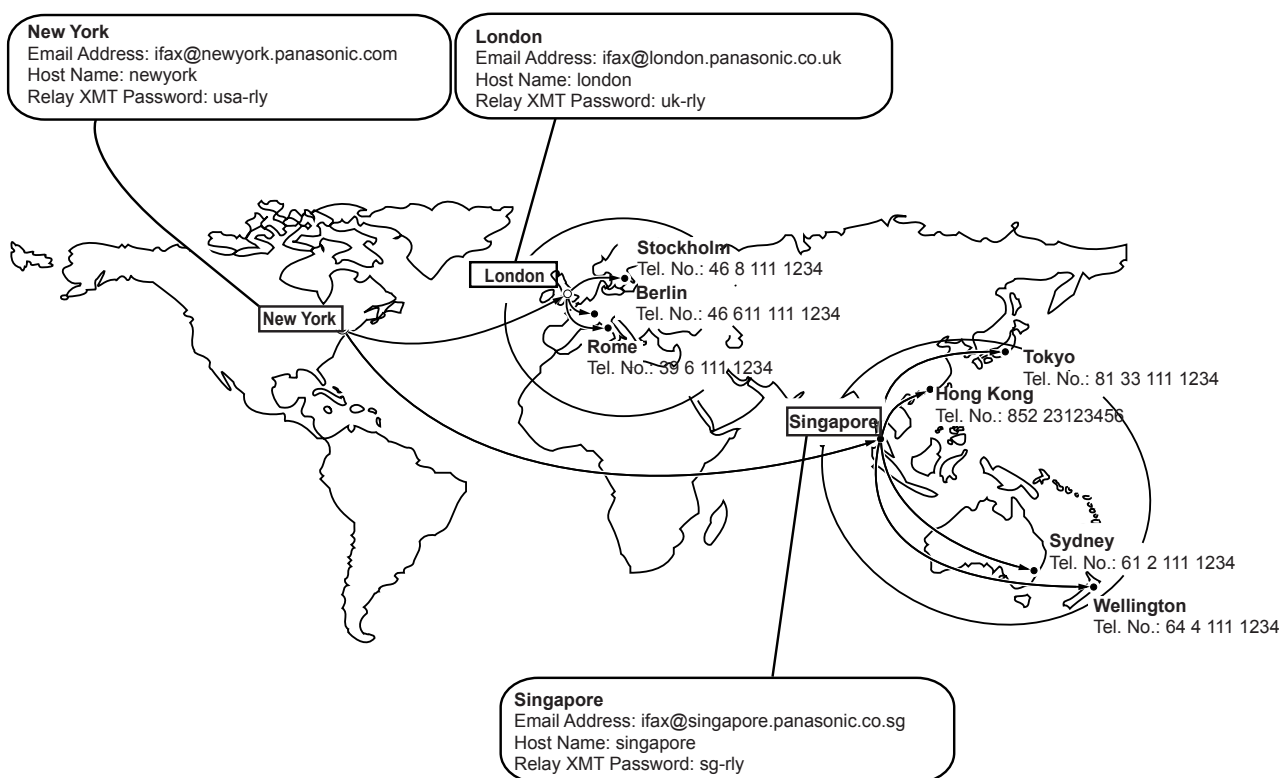 New York
Email Address: ifax@newyork.panasonic.com
Host Name: newyork
Relay XMT Password: usa-rly
London
Email Address: ifax@london.panasonic.co.uk
Host Name: london
Relay XMT Password: uk-rly
Stockholm
Tel. No.: 46 8 111 1234
London
Berlin
Tel. No.: 46 611 111 1234
New York
Rome
Tel. No.: 39 6 111 1234
Tokyo
Tel. No.: 81 33 111 1234
Hong Kong
Tel. No.: 852 23123456
Singapore
Sydney
Tel. No.: 61 2 111 1234
Wellington
Tel. No.: 64 4 111 1234
Singapore
Email Address: ifax@singapore.panasonic.co.sg
Host Name: singapore
Relay XMT Password: sg-rly